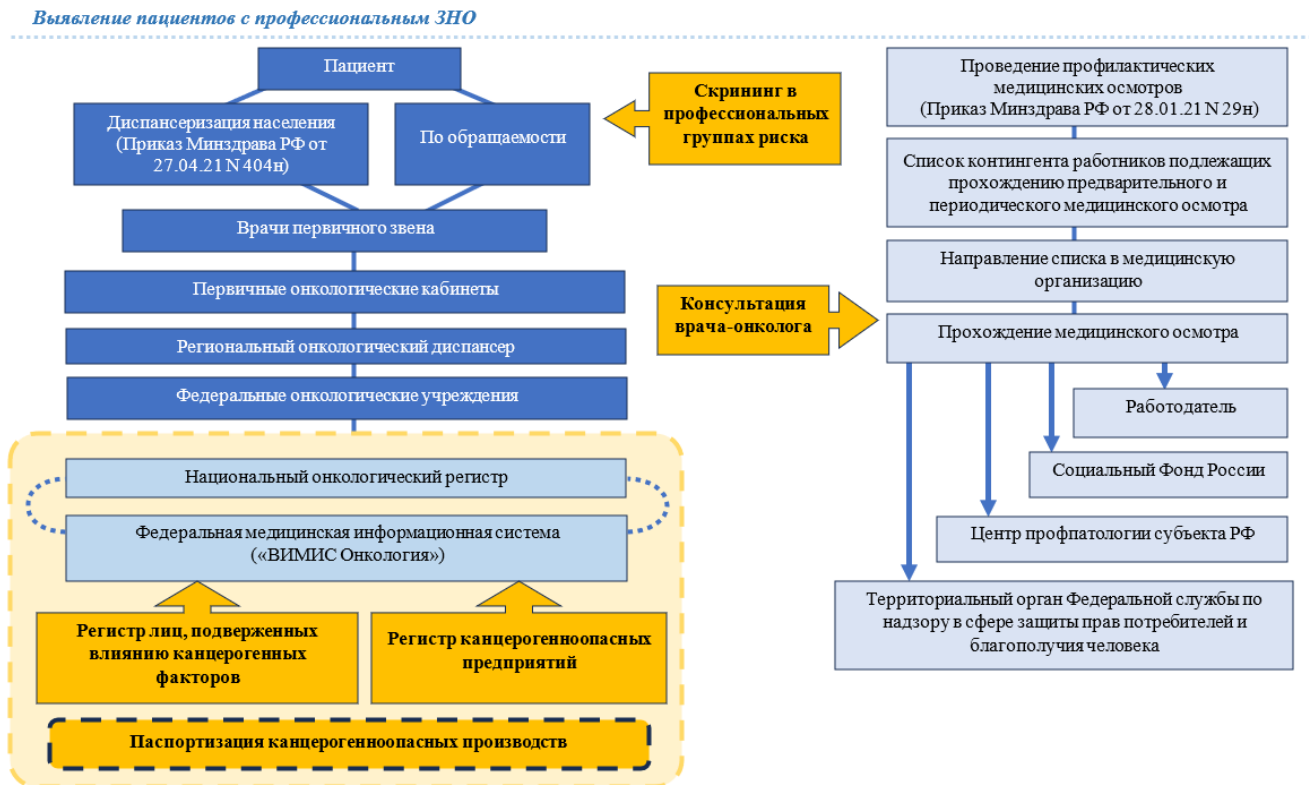 Выявление пациентов с профессиональным ЗНО
Пациент
Диспансеризация населения
(Приказ Минздрава РФ от
27.04.21 N 404н)
По обращаемости
Скрининг в
профессиональных
группах риска
Врачи первичного звена
Первичные онкологические кабинеты
Региональный онкологический диспансер
Федеральные онкологические учреждения
Национальный онкологический регистр
Федеральная медицинская информационная система
(«ВИМИС Онкология»)
Регистр лиц, подверженных
влиянию канцерогенных
факторов
Регистр канцерогенноопасных
предприятий
Паспортизация канцерогенноопасных производств
Проведение профилактических
медицинских осмотров
(Приказ Минздрава РФ от 28.01.21 N 29н)
Список контингента работников подлежащих
прохождению предварительного и
периодического медицинского осмотра
Направление списка в медицинскую
организацию
Консультация
врача-онколога
Прохождение медицинского осмотра
Работодатель
Социальный Фонд России
Центр профпатологии субъекта РФ
Территориальный орган Федеральной службы по
надзору в сфере защиты прав потребителей и
благополучия человека